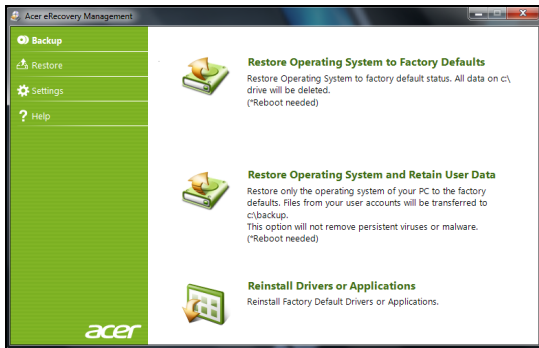 Acer eRecovery Management
Backup
Restore
Settings
Help
Restore Operating System to Factory Defaults
Restore Operating System to factory default status. All data on c:\
drive will be deleted.
(*Reboot needed)
Restore Operating System and Retain User Data
Restore only the operating system of your PC to the factory
defaults. Files from your user accounts will be transferred to
c:\backup.
This option will not remove persistent viruses or malware.
(*Reboot needed)
Reinstall Drivers or Applications
Reinstall Factory Default Drivers or Applications.
acer